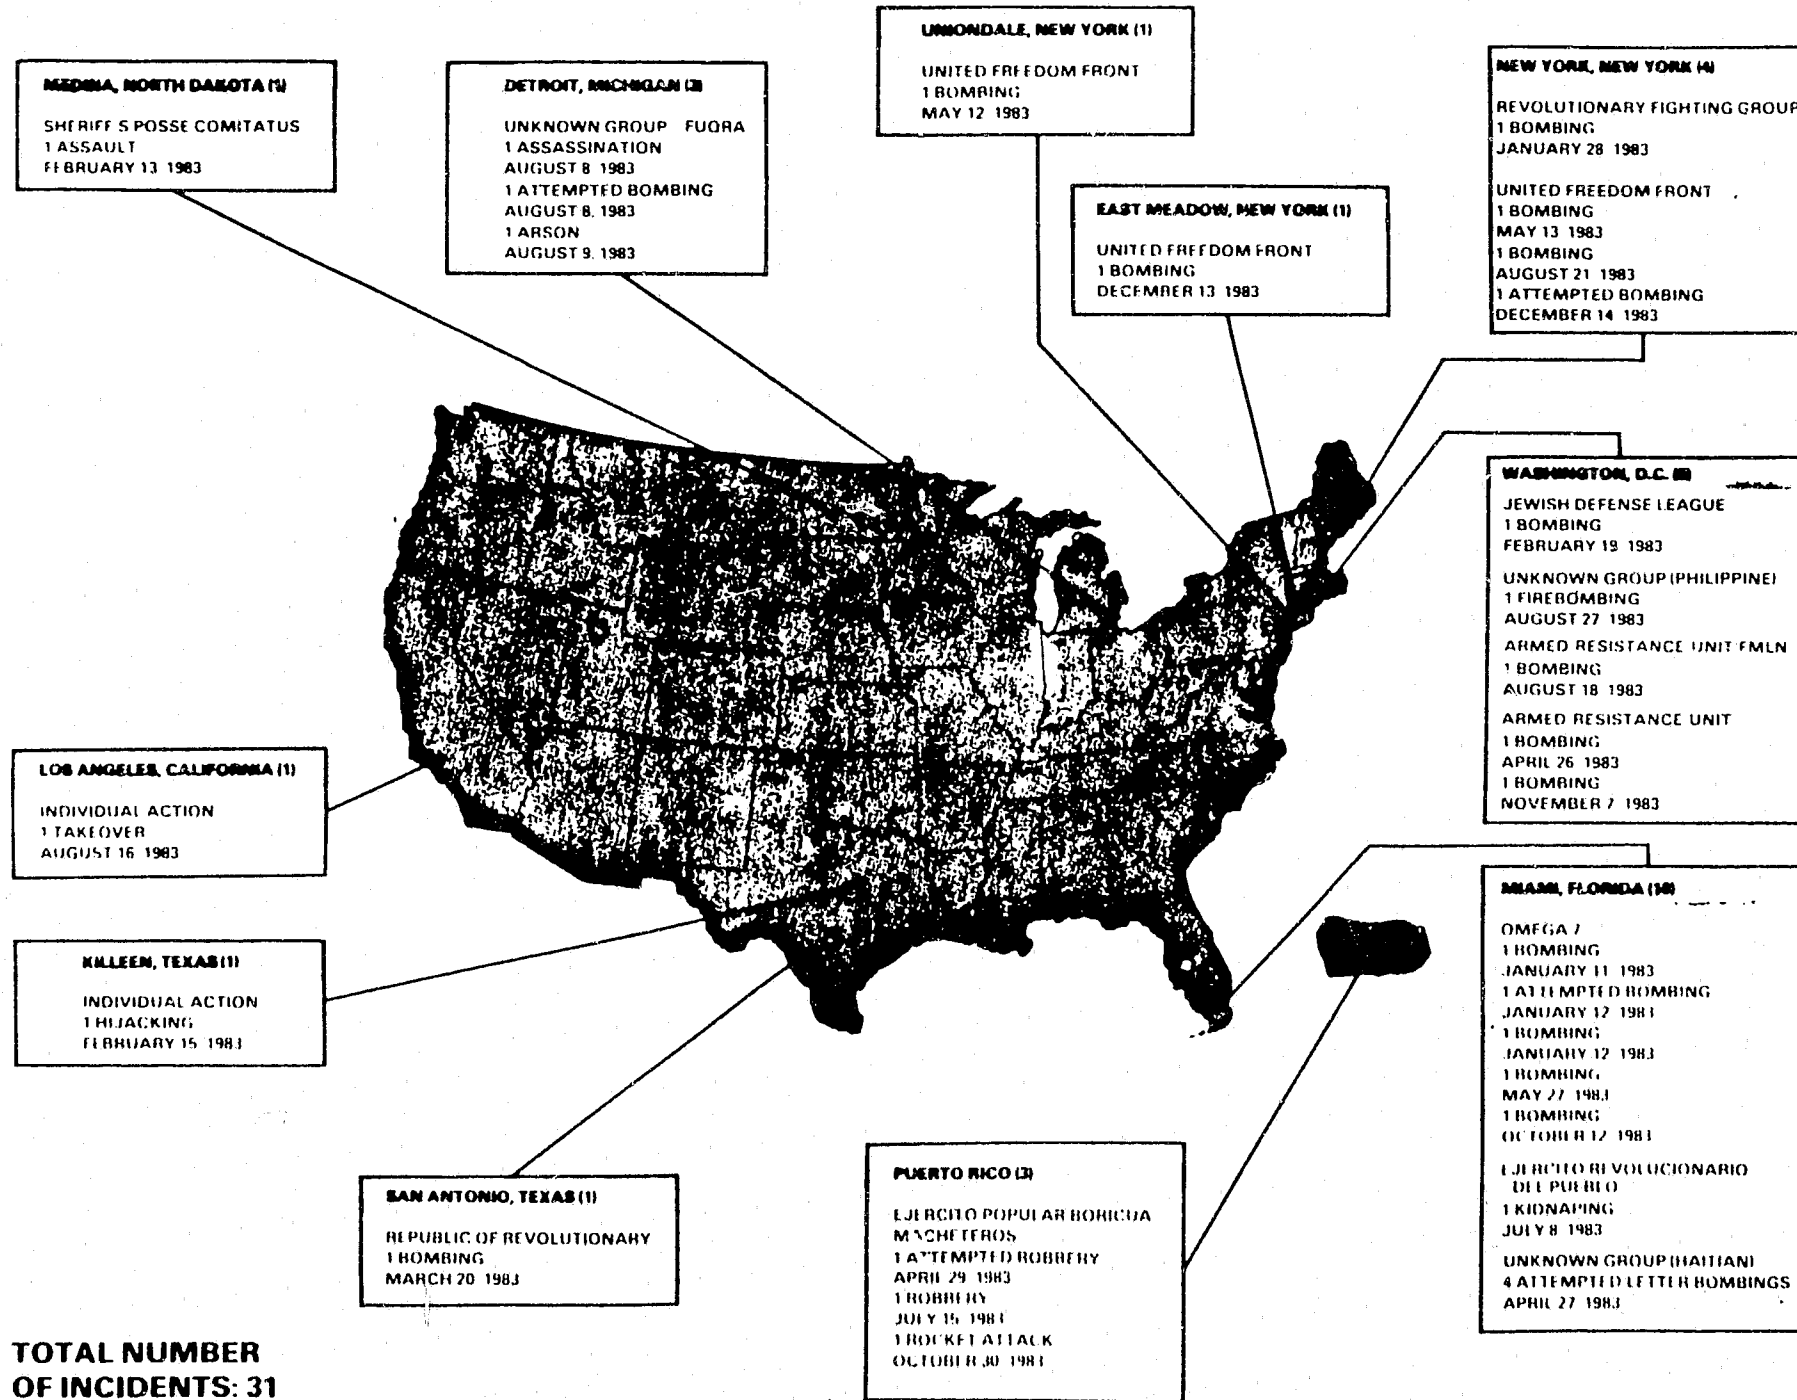 UNIONDALE, NEW YORK (1)
UNITED FREEDOM FRONT
1 BOMBING
MAY 12 1983
MEDINA, NORTH DAKOTA (1)
SHERIFF S POSSE COMITATUS
1 ASSAULT
FEBRUARY 13 1983
DETROIT, MICHIGAN (3)
UNKNOWN GROUP FUQRA
1 ASSASSINATION
AUGUST 8 1983
1 ATTEMPTED BOMBING
AUGUST 8. 1983
1 ARSON
AUGUST 9. 1983
NEW YORK, NEW YORK (4)
REVOLUTIONARY FIGHTING GROUP
1 BOMBING
JANUARY 28 1983
UNITED FREEDOM FRONT
1 BOMBING
MAY 13 1983
1 BOMBING
AUGUST 21 1983
1 ATTEMPTED BOMBING
DECEMBER 14 1983
EAST MEADOW, NEW YORK (1)
UNITED FREEDOM FRONT
1 BOMBING
DECEMBER 13 1983
WASHINGTON, D.C. (5)
JEWISH DEFENSE LEAGUE
1 BOMBING
FEBRUARY 19 1983
UNKNOWN GROUP (PHILIPPINE)
1 FIREBOMBING
AUGUST 27 1983
ARMED RESISTANCE UNIT FMLN
1 BOMBING
AUGUST 18 1983
ARMED RESISTANCE UNIT
1 BOMBING
APRIL 26 1983
1 BOMBING
NOVEMBER 7 1983
LOS ANGELES, CALIFORNIA (1)
INDIVIDUAL ACTION
1 TAKEOVER
AUGUST 16 1983
MIAMI, FLORIDA (10)
OMEGA 7
1 BOMBING
JANUARY 11 1983
1 ATTEMPTED BOMBING
JANUARY 12 1983
1 BOMBING
JANUARY 12 1983
1 BOMBING
MAY 27 1983
1 BOMBING
OCTOBER 12 1983
EJERCITO REVOLUCIONARIO
DEL PUEBLO
1 KIDNAPING
JULY 8 1983
UNKNOWN GROUP (HAITIAN)
4 ATTEMPTED LETTER BOMBINGS
APRIL 27 1983
KILLEEN, TEXAS (1)
INDIVIDUAL ACTION
1 HIJACKING
FEBRUARY 15 1983
SAN ANTONIO, TEXAS (1)
REPUBLIC OF REVOLUTIONARY
1 BOMBING
MARCH 20 1983
PUERTO RICO (3)
EJERCITO POPULAR BORICUA
MACHETEROS
1 ATTEMPTED ROBBERY
APRIL 29 1983
1 ROBBERY
JULY 15 1983
1 ROCKET ATTACK
OCTOBER 30 1983
TOTAL NUMBER
OF INCIDENTS: 31